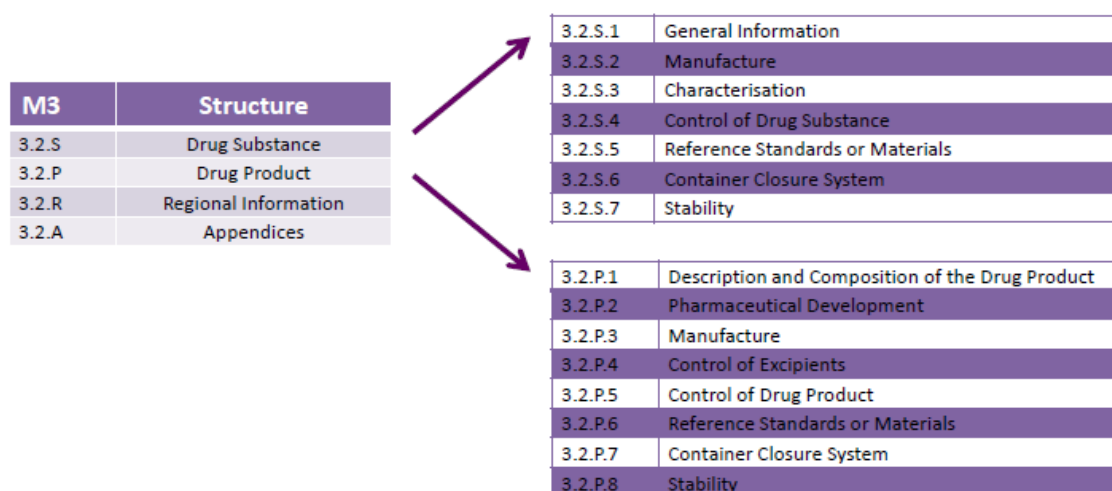 M3 Structure
3.2.S Drug Substance
3.2.P Drug Product
3.2.R Regional Information
3.2.A Appendices
3.2.S.1 General Information
3.2.S.2 Manufacture
3.2.S.3 Characterisation
3.2.S.4 Control of Drug Substance
3.2.S.5 Reference Standards or Materials
3.2.S.6 Container Closure System
3.2.S.7 Stability
3.2.P.1 Description and Composition of the Drug Product
3.2.P.2 Pharmaceutical Development
3.2.P.3 Manufacture
3.2.P.4 Control of Excipients
3.2.P.5 Control of Drug Product
3.2.P.6 Reference Standards or Materials
3.2.P.7 Container Closure System
3.2.P.8 Stability